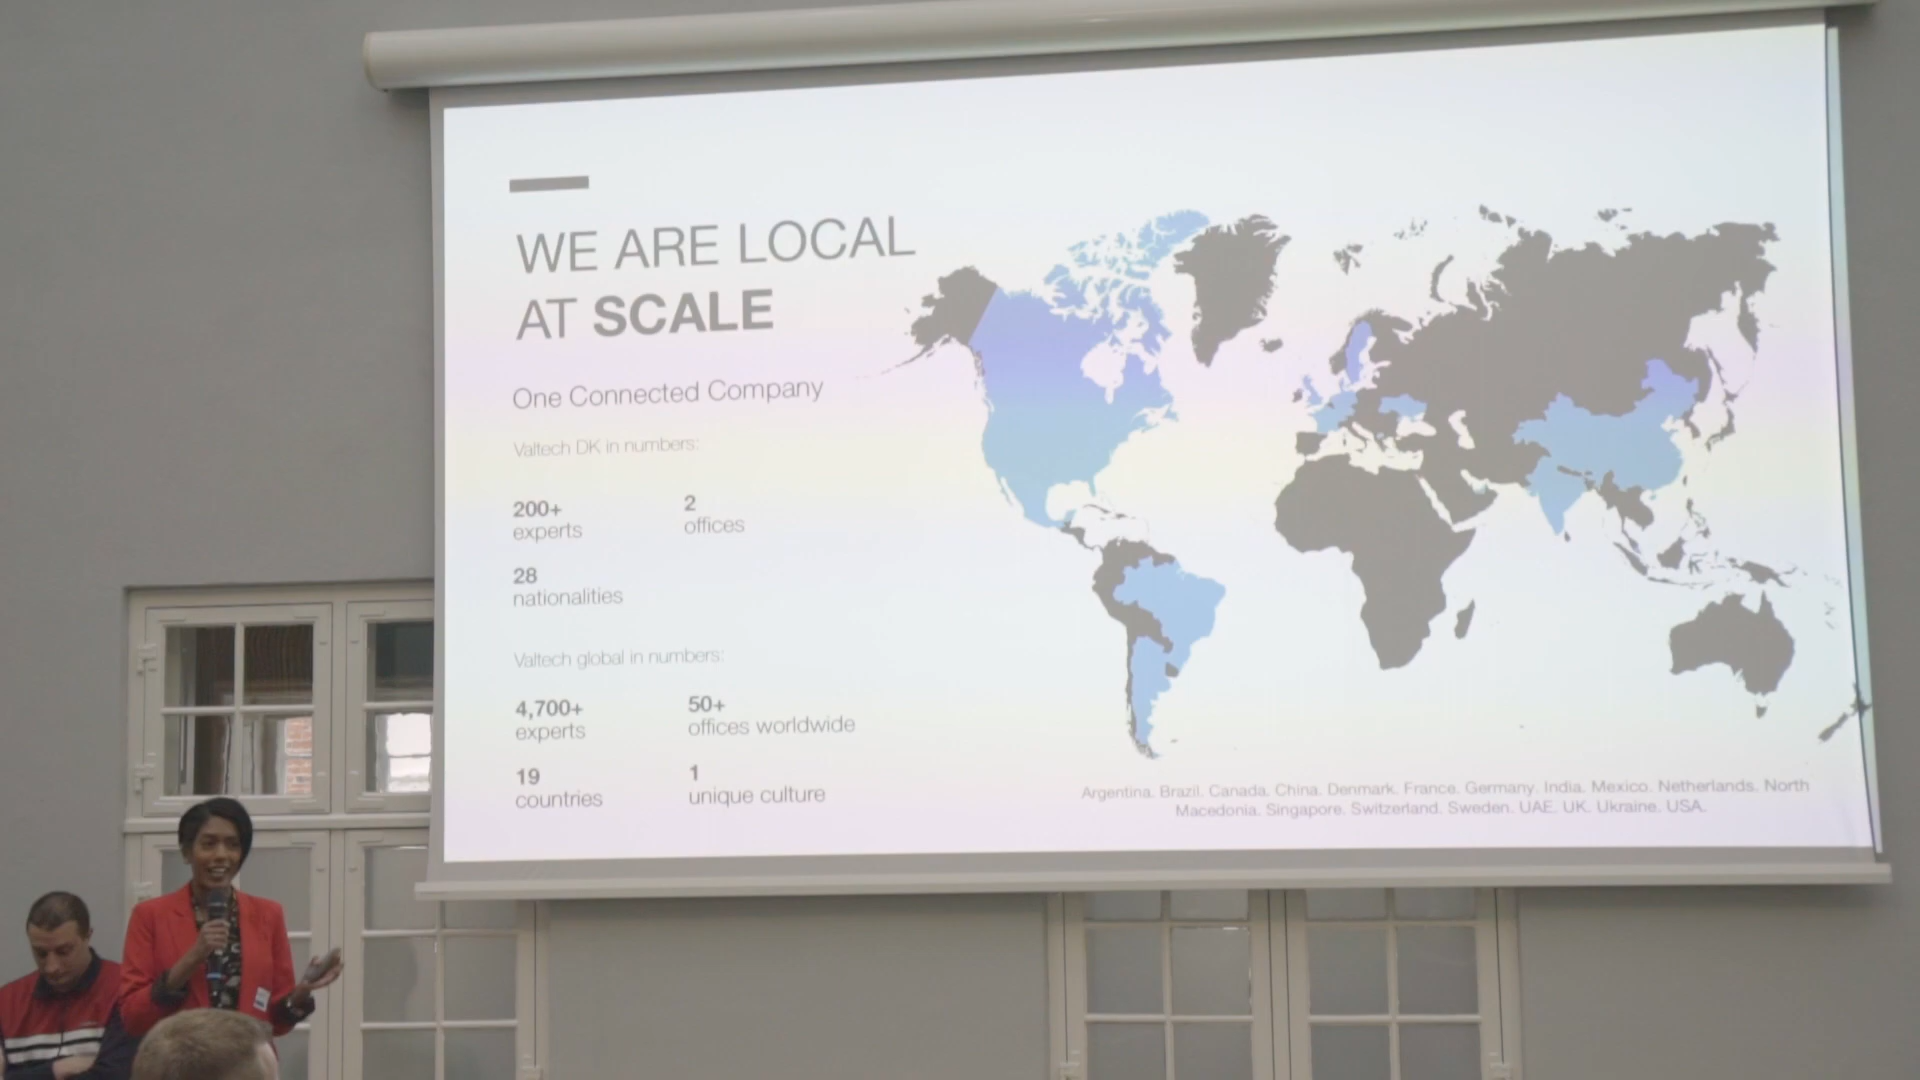 WE ARE LOCAL
AT SCALE
One Connected Company
Valtech DK in numbers:
200+
experts
2
offices
28
nationalities
Valtech global in numbers:
4,700+
experts
50+
offices worldwide
19
countries
1
unique culture
Argentina. Brazil. Canada. China. Denmark. France. Germany. India. Mexico. Netherlands. North
Macedonia. Singapore. Switzerland. Sweden. UAE. UK. Ukraine. USA.